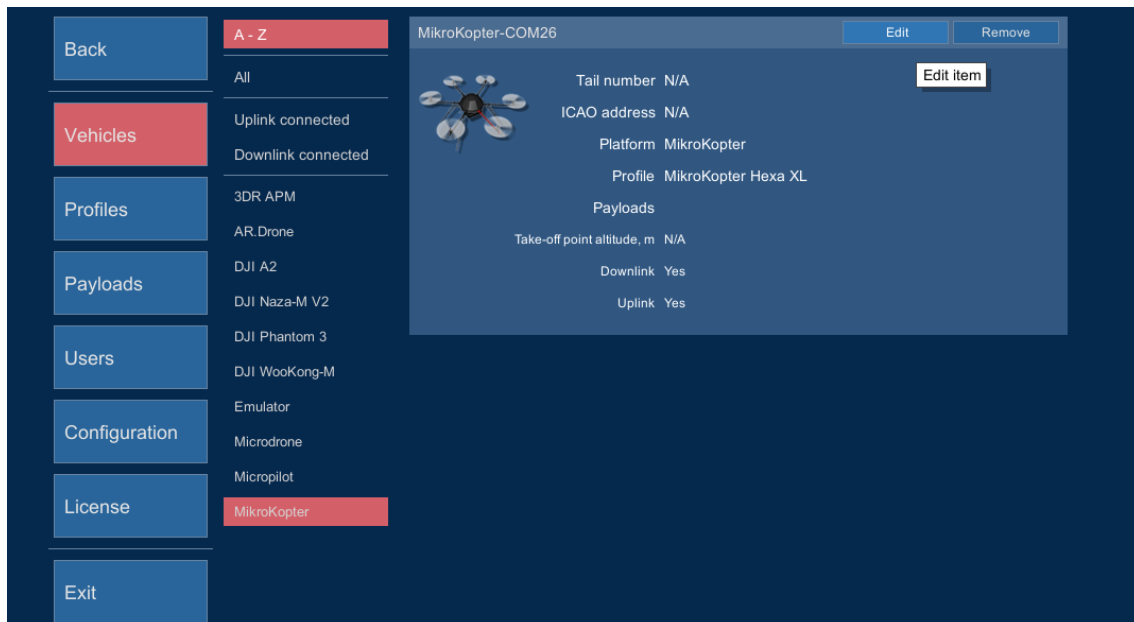 Back
Vehicles
Profiles
Payloads
Users
Configuration
License
Exit
A - Z
All
Uplink connected
Downlink connected
3DR APM
AR.Drone
DJI A2
DJI Naza-M V2
DJI Phantom 3
DJI WooKong-M
Emulator
Microdrone
Micropilot
MikroKopter
MikroKopter-COM26 Edit Remove
Edit item
Tail number N/A
ICAO address N/A
Platform MikroKopter
Profile MikroKopter Hexa XL
Payloads
Take-off point altitude, m N/A
Downlink Yes
Uplink Yes